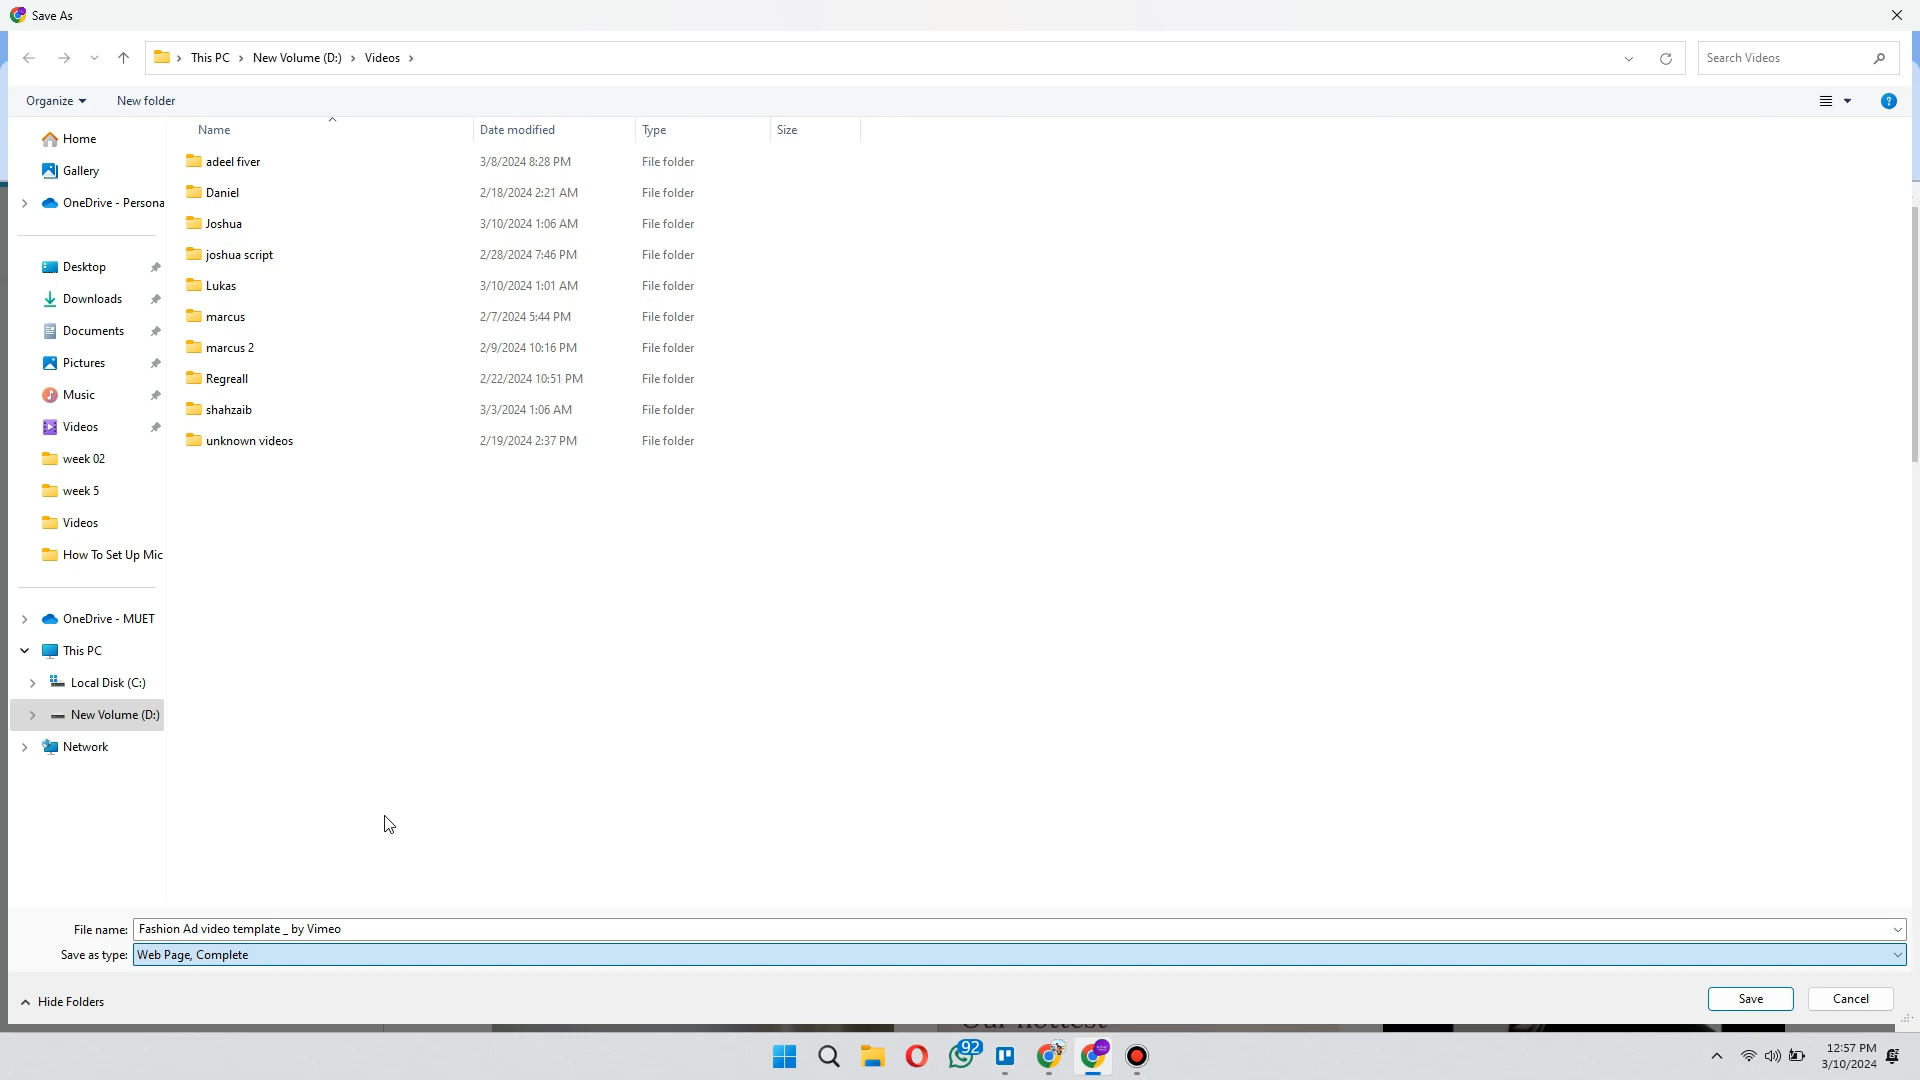 Save As
This PC > New Volume (D:) > Videos >
Search Videos
Organize
New folder
Name
Date modified
Type
Size
Home
Gallery
OneDrive - Persona
Desktop
Downloads
Documents
Pictures
Music
Videos
week 02
week 5
Videos
How To Set Up Mic
OneDrive - MUET
This PC
Local Disk (C:)
New Volume (D:)
Network
adeel fiver 3/8/2024 8:28 PM File folder
Daniel 2/18/2024 2:21 AM File folder
Joshua 3/10/2024 1:06 AM File folder
joshua script 2/28/2024 7:46 PM File folder
Lukas 3/10/2024 1:01 AM File folder
marcus 2/7/2024 5:44 PM File folder
marcus 2 2/9/2024 10:16 PM File folder
Regreall 2/22/2024 10:51 PM File folder
shahzaib 3/3/2024 1:06 AM File folder
unknown videos 2/19/2024 2:37 PM File folder
File name: Fashion Ad video template _ by Vimeo
Save as type: Web Page, Complete
Hide Folders
Save
Cancel
Our hottest
92
12:57 PM
3/10/2024